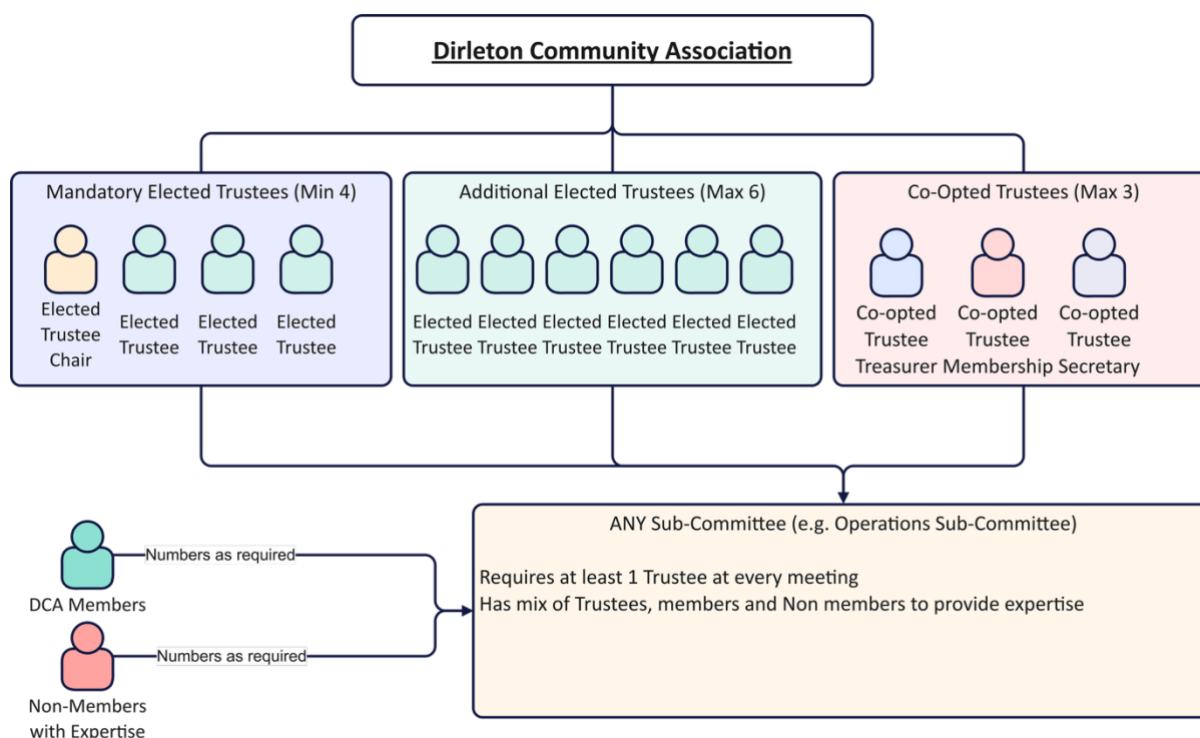 Dirleton Community Association
Mandatory Elected Trustees (Min 4)
Elected
Trustee
Chair
Elected
Trustee
Elected
Trustee
Elected
Trustee
Additional Elected Trustees (Max 6)
Elected
Trustee
Elected
Trustee
Elected
Trustee
Elected
Trustee
Elected
Trustee
Elected
Trustee
Co-Opted Trustees (Max 3)
Co-opted
Trustee
Treasurer
Co-opted
Trustee
Membership
Co-opted
Trustee
Secretary
ANY Sub-Committee (e.g. Operations Sub-Committee)
Requires at least 1 Trustee at every meeting
Has mix of Trustees, members and Non members to provide expertise
Numbers as required
DCA Members
Numbers as required
Non-Members
with Expertise